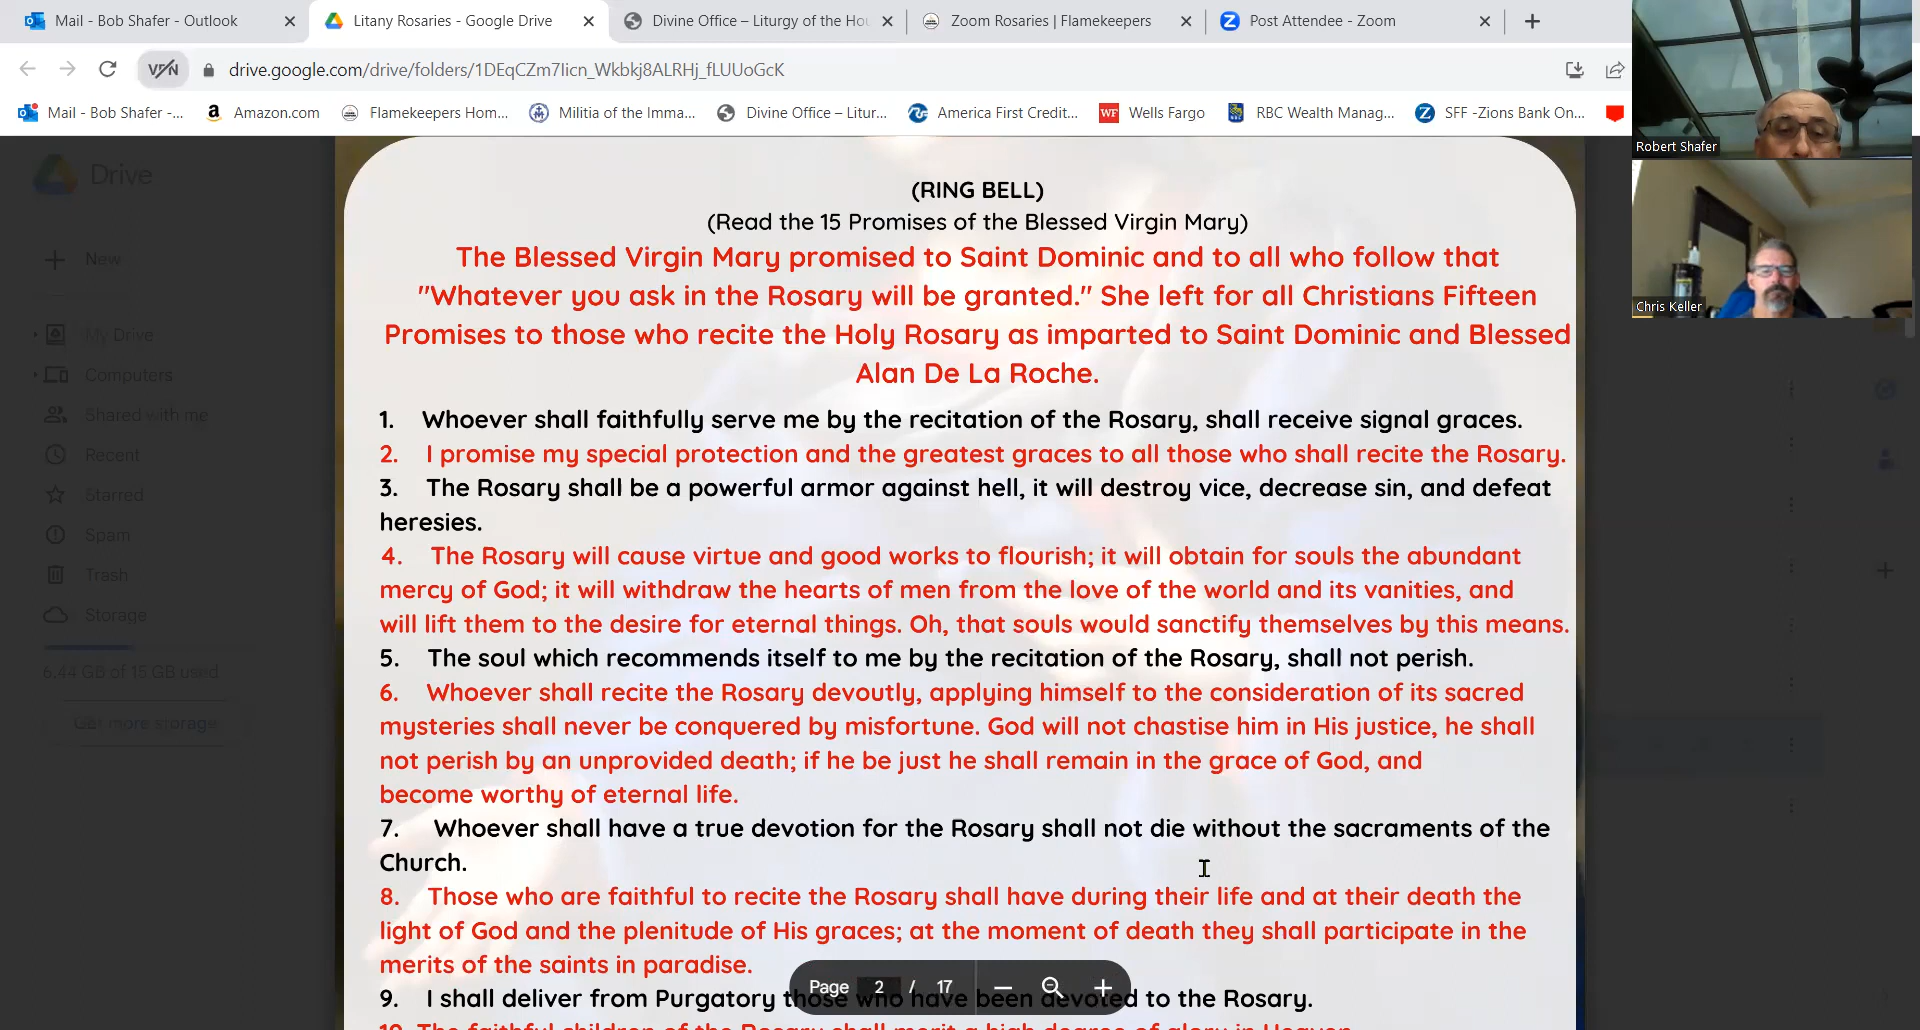 Mail - Bob Shafer - Outlook
Litany Rosaries - Google Drive
Divine Office – Liturgy of the Hou
Zoom Rosaries | Flamekeepers
Post Attendee - Zoom
VPN
drive.google.com/drive/folders/1DEqCZm7Iicn_Wkbkj8ALRHj_fLUUoGcK
Mail - Bob Shafer -...
Amazon.com
Flamekeepers Hom...
Militia of the Imma...
Divine Office – Litur...
America First Credit...
WF Wells Fargo
RBC Wealth Manag...
SFF -Zions Bank On...
Robert Shafer
Chris Keller
Drive
New
My Drive
Computers
Shared with me
Recent
Starred
Spam
Trash
Storage
6.44 GB of 15 GB used
Get more storage
(RING BELL)
(Read the 15 Promises of the Blessed Virgin Mary)
The Blessed Virgin Mary promised to Saint Dominic and to all who follow that
"Whatever you ask in the Rosary will be granted." She left for all Christians Fifteen
Promises to those who recite the Holy Rosary as imparted to Saint Dominic and Blessed
Alan De La Roche.
1. Whoever shall faithfully serve me by the recitation of the Rosary, shall receive signal graces.
2. I promise my special protection and the greatest graces to all those who shall recite the Rosary.
3. The Rosary shall be a powerful armor against hell, it will destroy vice, decrease sin, and defeat
heresies.
4. The Rosary will cause virtue and good works to flourish; it will obtain for souls the abundant
mercy of God; it will withdraw the hearts of men from the love of the world and its vanities, and
will lift them to the desire for eternal things. Oh, that souls would sanctify themselves by this means.
5. The soul which recommends itself to me by the recitation of the Rosary, shall not perish.
6. Whoever shall recite the Rosary devoutly, applying himself to the consideration of its sacred
mysteries shall never be conquered by misfortune. God will not chastise him in His justice, he shall
not perish by an unprovided death; if he be just he shall remain in the grace of God, and
become worthy of eternal life.
7. Whoever shall have a true devotion for the Rosary shall not die without the sacraments of the
Church.
8. Those who are faithful to recite the Rosary shall have during their life and at their death the
light of God and the plenitude of His graces; at the moment of death they shall participate in the
merits of the saints in paradise.
9. I shall deliver from Purgatory those who have been devoted to the Rosary.
10. The faithful children of the Rosary shall merit a high degree of glory in Heaven.
Page 2 / 17